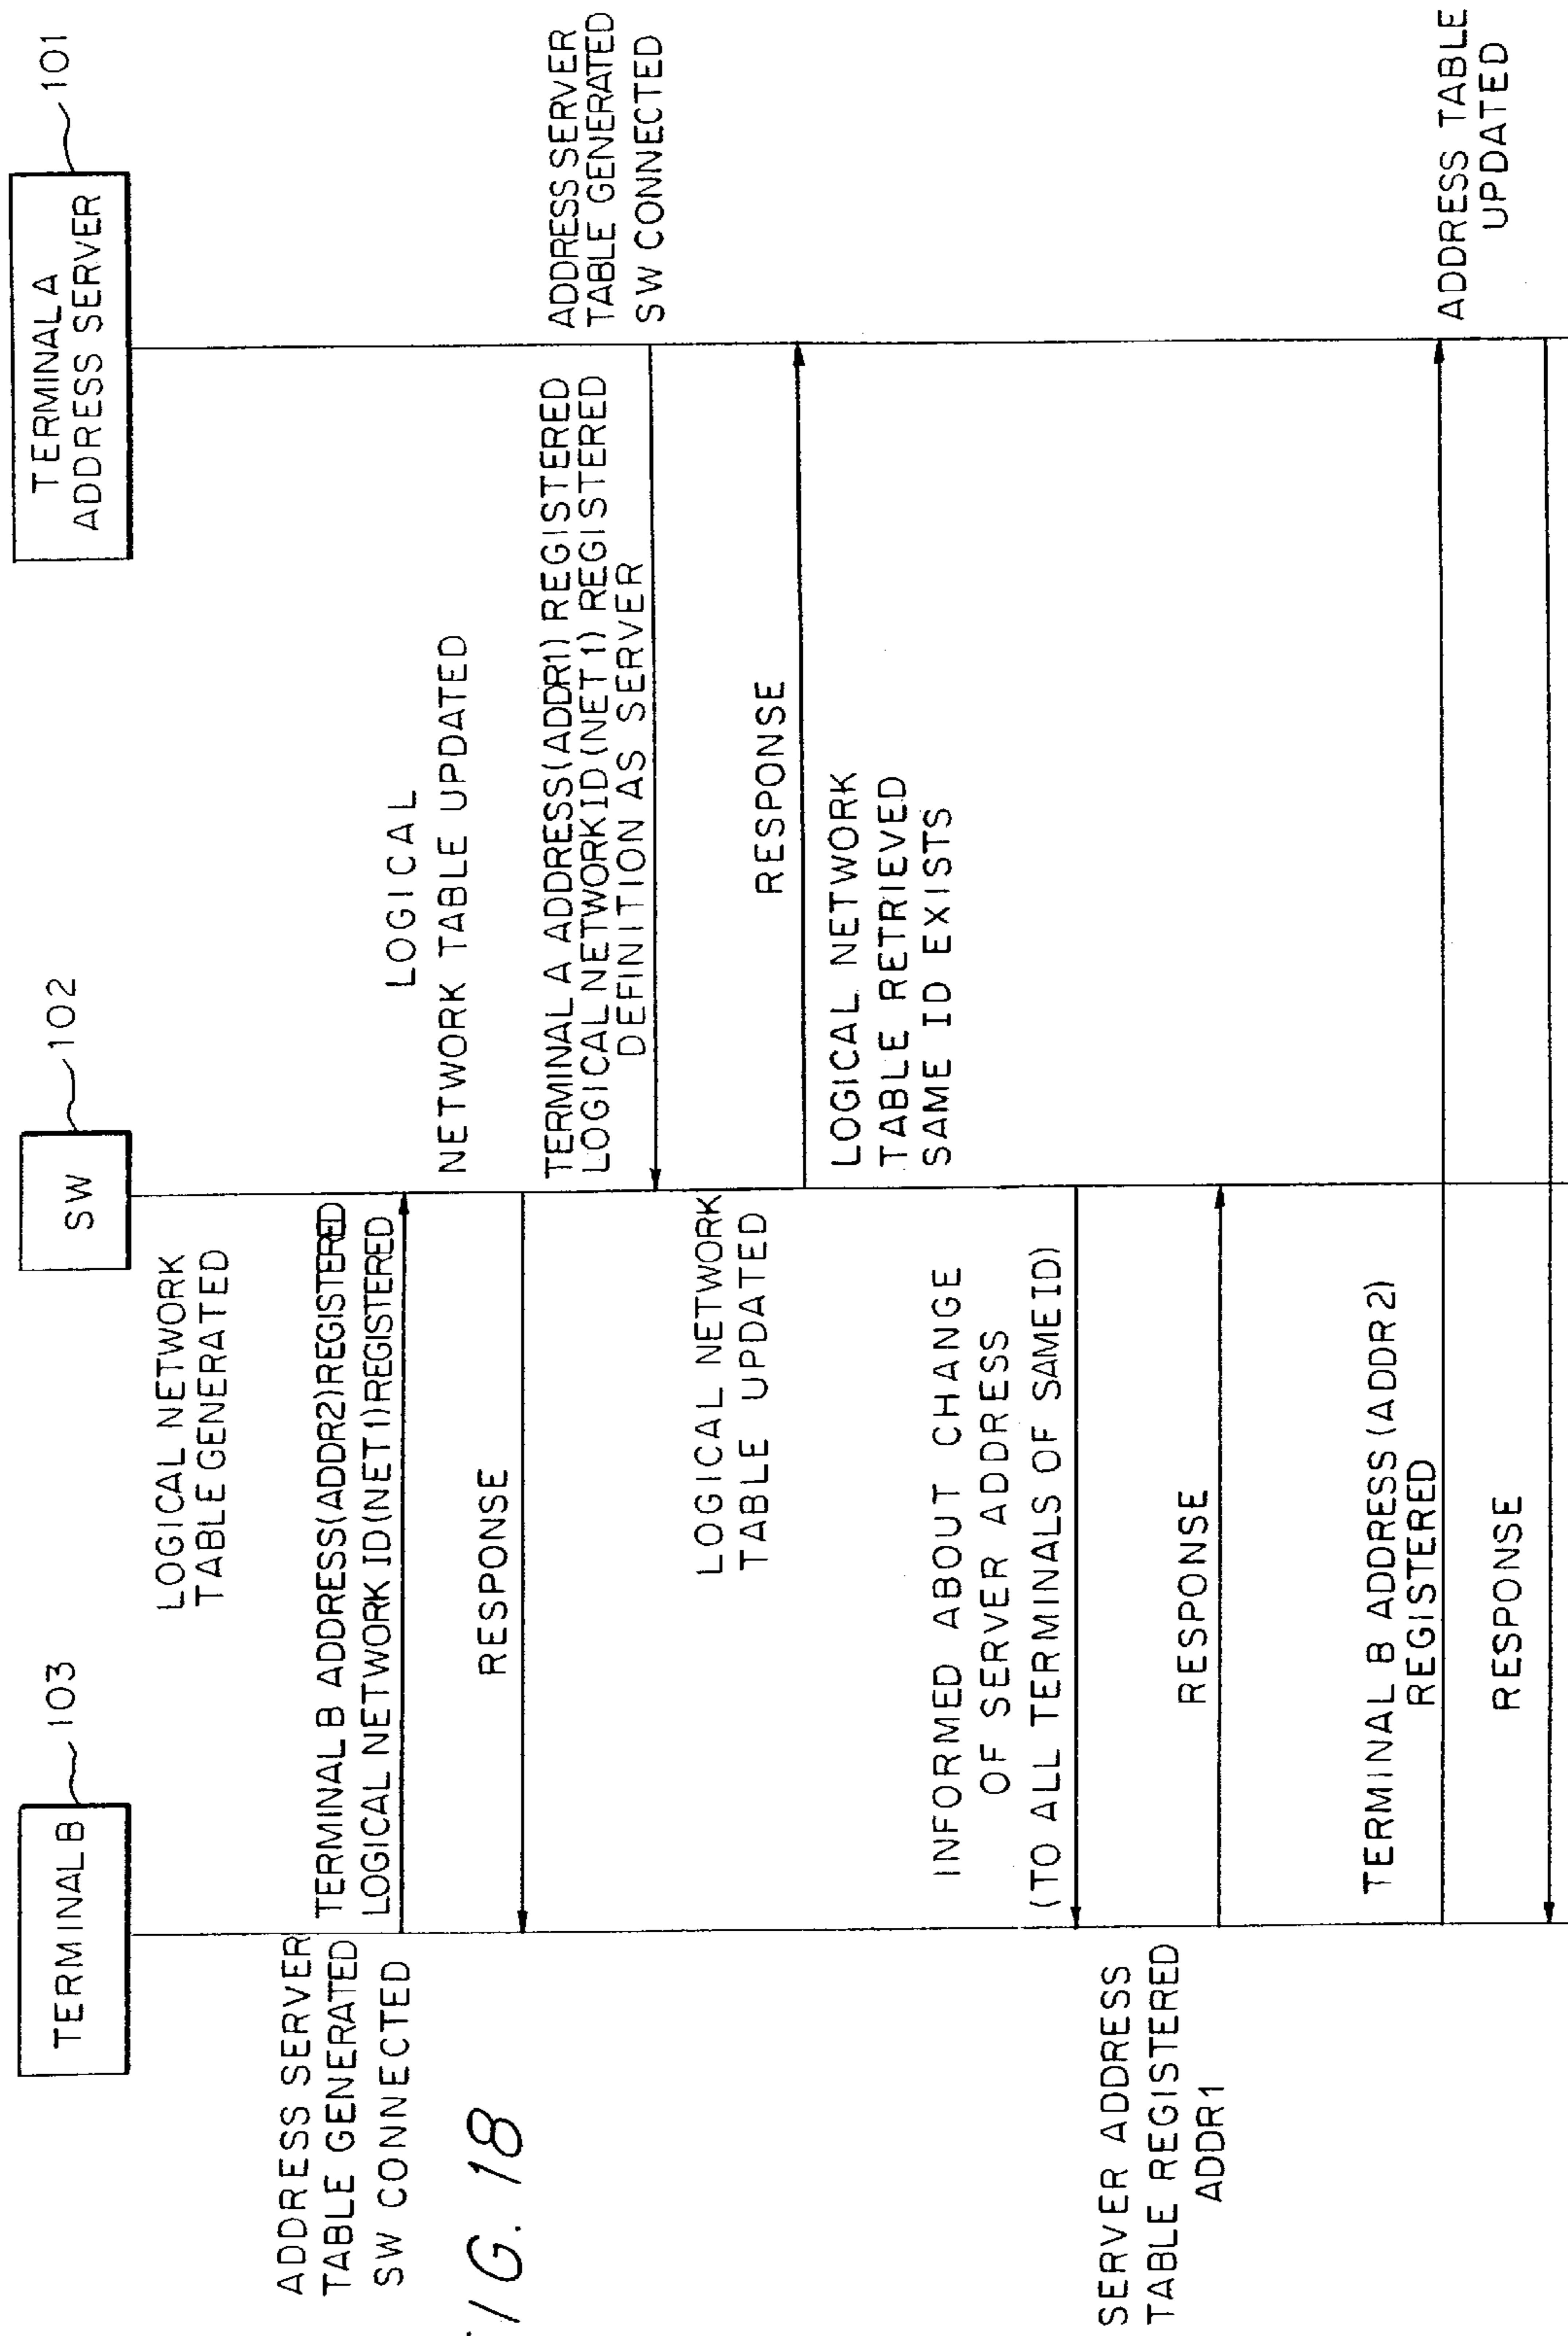 FIG. 18
TERMINAL B
103
SW
102
TERMINAL A
ADDRESS SERVER
101
LOGICAL NETWORK
TABLE GENERATED
ADDRESS SERVER
TABLE GENERATED
SW CONNECTED
TERMINAL B ADDRESS(ADDR2)REGISTERED
LOGICAL NETWORK ID(NET1)REGISTERED
LOGICAL
NETWORK TABLE UPDATED
RESPONSE
ADDRESS SERVER
TABLE GENERATED
SW CONNECTED
TERMINAL A ADDRESS(ADDR1) REGISTERED
LOGICAL NETWORK ID(NET1) REGISTERED
DEFINITION AS SERVER
LOGICAL NETWORK
TABLE UPDATED
RESPONSE
LOGICAL NETWORK
TABLE RETRIEVED
SAME ID EXISTS
INFORMED ABOUT CHANGE
OF SERVER ADDRESS
(TO ALL TERMINALS OF SAME ID)
SERVER ADDRESS
TABLE REGISTERED
ADDR1
RESPONSE
TERMINAL B ADDRESS (ADDR2)
REGISTERED
ADDRESS TABLE
UPDATED
RESPONSE